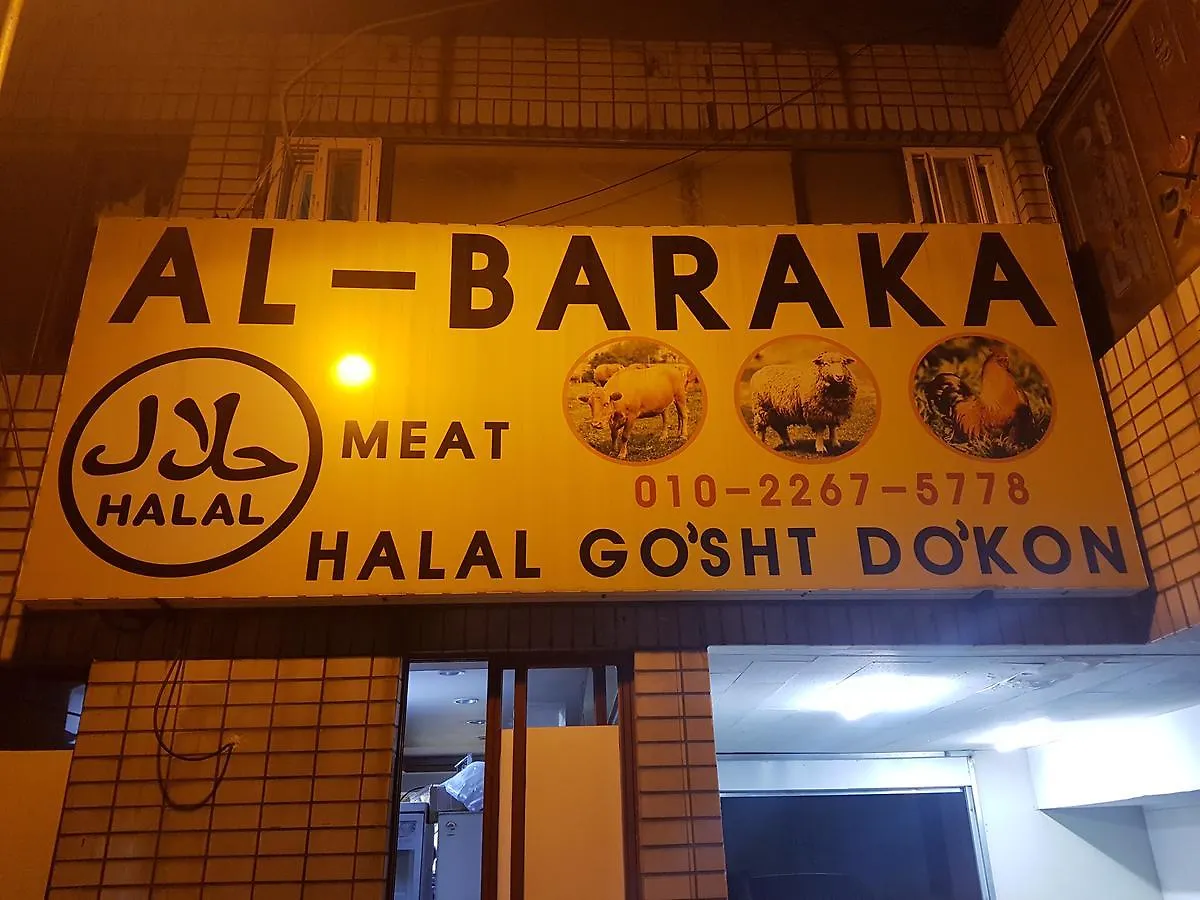 AL-BARAKA
حلال
HALAL
MEAT
010-2267-5778
HALAL GO'SHT DO'KON